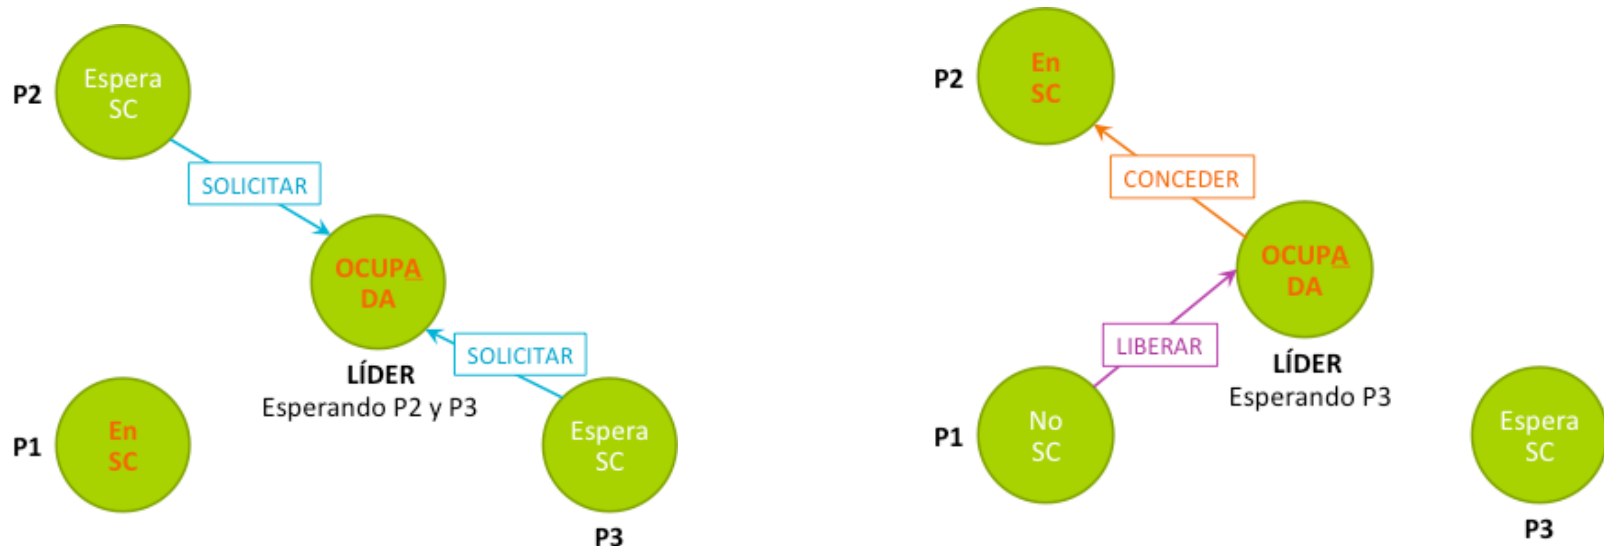 P2
Espera
SC
SOLICITAR
OCUPA
DA
LÍDER
Esperando P2 y P3
SOLICITAR
P1
En
SC
Espera
SC
P3
P2
En
SC
CONCEDER
OCUPA
DA
LÍDER
Esperando P3
LIBERAR
P1
No
SC
Espera
SC
P3